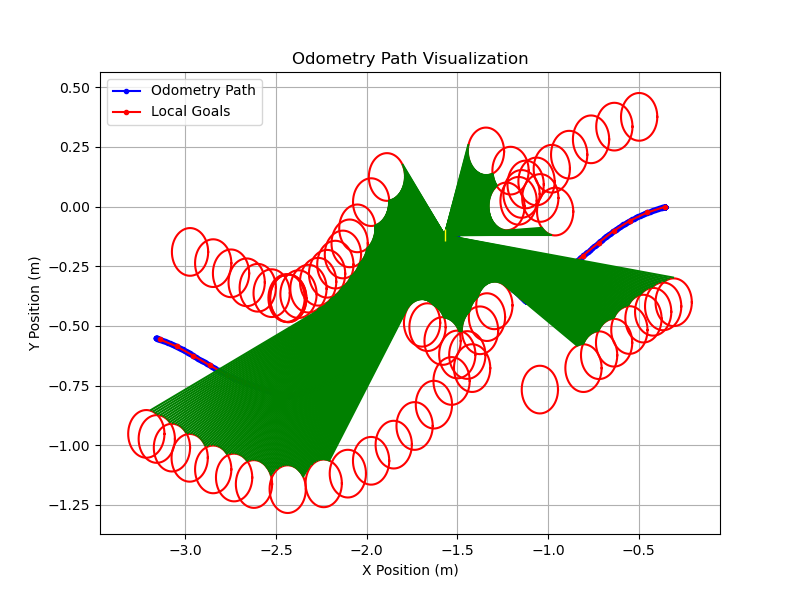 Odometry Path Visualization
Odometry Path
Local Goals
0.50
0.25
0.00
−0.25
−0.50
−0.75
−1.00
−1.25
Y Position (m)
−3.0 −2.5 −2.0 −1.5 −1.0 −0.5
X Position (m)